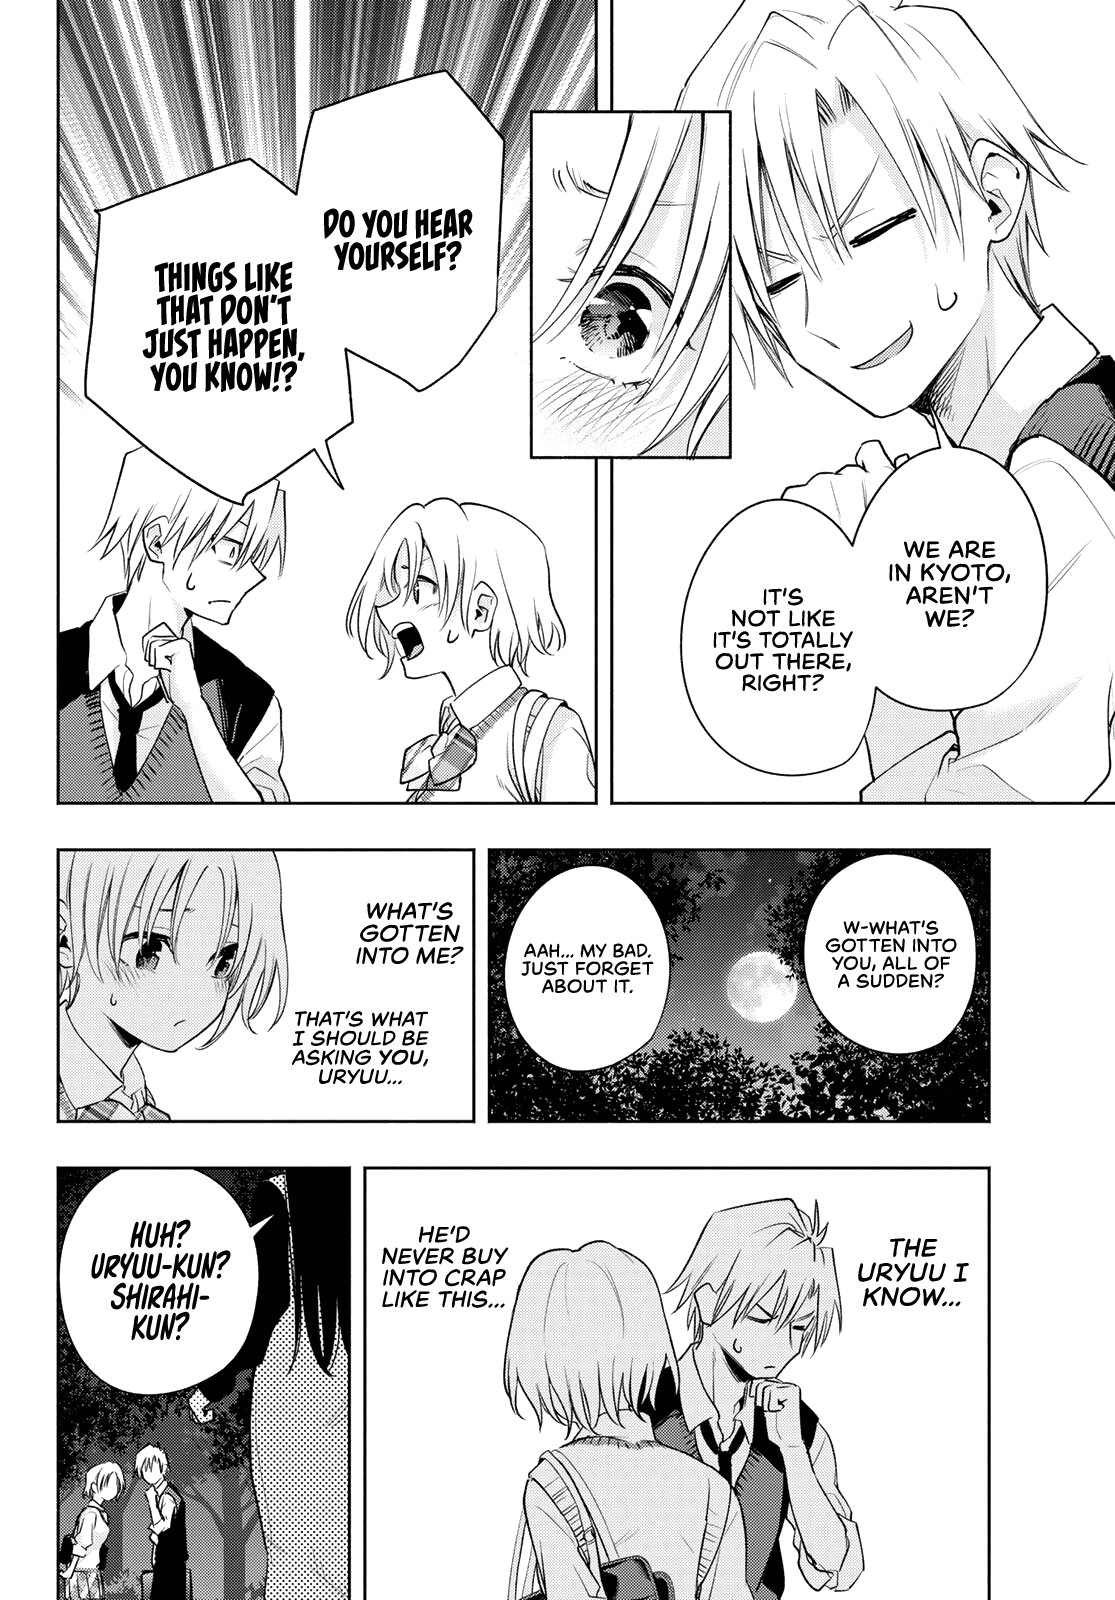 WE ARE
IN KYOTO,
AREN'T
WE?
IT'S
NOT LIKE
IT'S TOTALLY
OUT THERE,
RIGHT?
DO YOU HEAR
YOURSELF?
THINGS LIKE
THAT DON'T
JUST HAPPEN,
YOU KNOW!?
W-WHAT'S
GOTTEN INTO
YOU, ALL OF
A SUDDEN?
AAH... MY BAD.
JUST FORGET
ABOUT IT.
WHAT'S
GOTTEN
INTO ME?
THAT'S WHAT
I SHOULD BE
ASKING YOU,
URYUU...
THE
URYUU I
KNOW...
HE'D
NEVER BUY
INTO CRAP
LIKE THIS...
HUH?
URYUU-KUN?
SHIRAHI-
KUN?